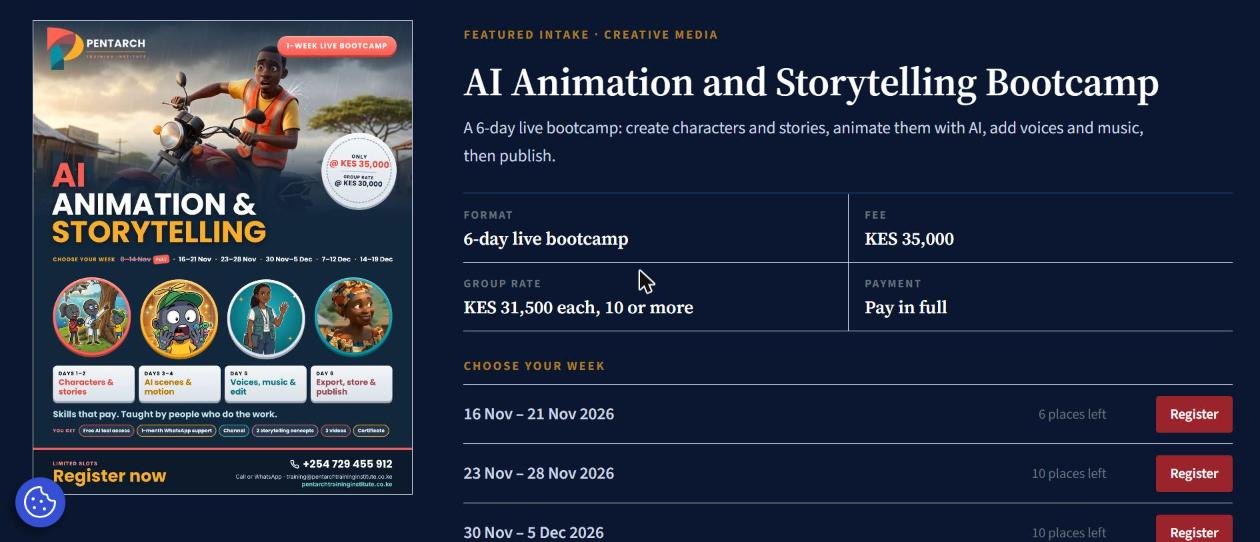 PENTARCH
TRAINING INSTITUTE
1-WEEK LIVE BOOTCAMP
ONLY
@ KES 35,000
GROUP RATE
@ KES 30,000
AI
ANIMATION &
STORYTELLING
CHOOSE YOUR WEEK 9–14 Nov FULL · 16–21 Nov · 23–28 Nov · 30 Nov–5 Dec · 7–12 Dec · 14–19 Dec
DAYS 1–2
Characters &
stories
DAYS 3–4
AI scenes &
motion
DAY 5
Voices, music &
edit
DAY 6
Export, store &
publish
Skills that pay. Taught by people who do the work.
YOU GET Free AI tool access 1-month WhatsApp support Channel 2 storytelling concepts 3 videos Certificate
LIMITED SLOTS
Register now
+254 729 455 912
Call or WhatsApp · training@pentarchtraininginstitute.co.ke
pentarchtraininginstitute.co.ke
FEATURED INTAKE · CREATIVE MEDIA
AI Animation and Storytelling Bootcamp
A 6-day live bootcamp: create characters and stories, animate them with AI, add voices and music,
then publish.
FORMAT
6-day live bootcamp
FEE
KES 35,000
GROUP RATE
KES 31,500 each, 10 or more
PAYMENT
Pay in full
CHOOSE YOUR WEEK
16 Nov – 21 Nov 2026 6 places left Register
23 Nov – 28 Nov 2026 10 places left Register
30 Nov – 5 Dec 2026 10 places left Register